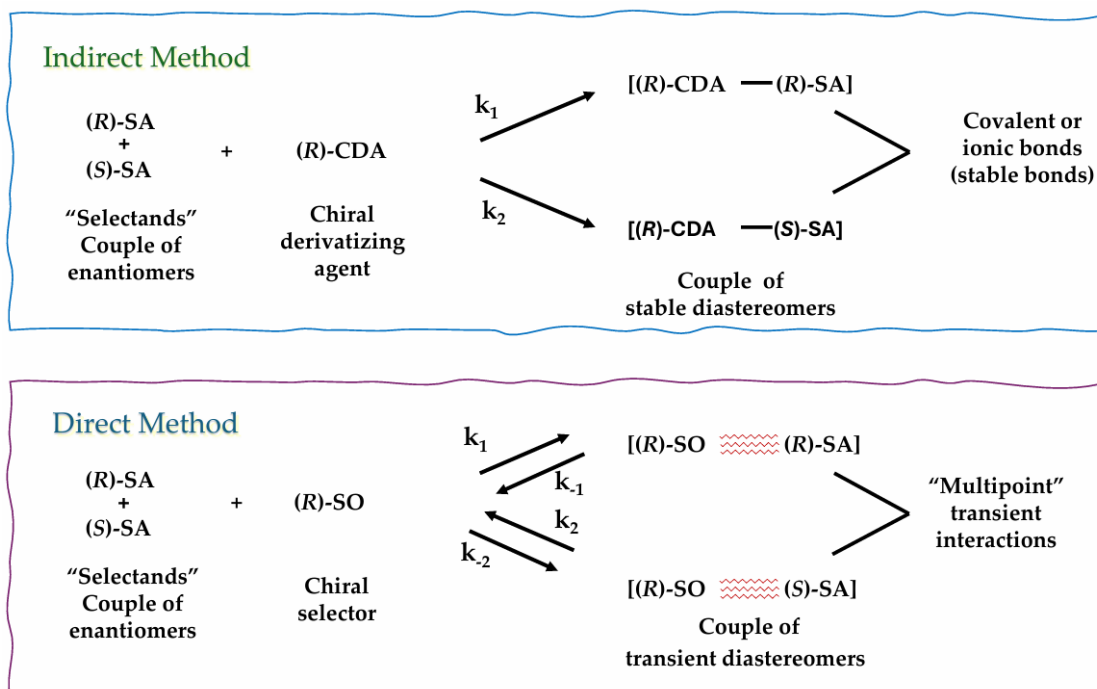 Indirect Method
(R)-SA
+
(S)-SA
+
(R)-CDA
"Selectands"
Couple of
enantiomers
Chiral
derivatizing
agent
k1
k2
[(R)-CDA —(R)-SA]
[(R)-CDA —(S)-SA]
Couple of
stable diastereomers
Covalent or
ionic bonds
(stable bonds)
Direct Method
(R)-SA
+
(S)-SA
+
(R)-SO
"Selectands"
Couple of
enantiomers
Chiral
selector
k1
k-1
k2
k-2
[(R)-SO (R)-SA]
[(R)-SO (S)-SA]
Couple of
transient diastereomers
"Multipoint"
transient
interactions